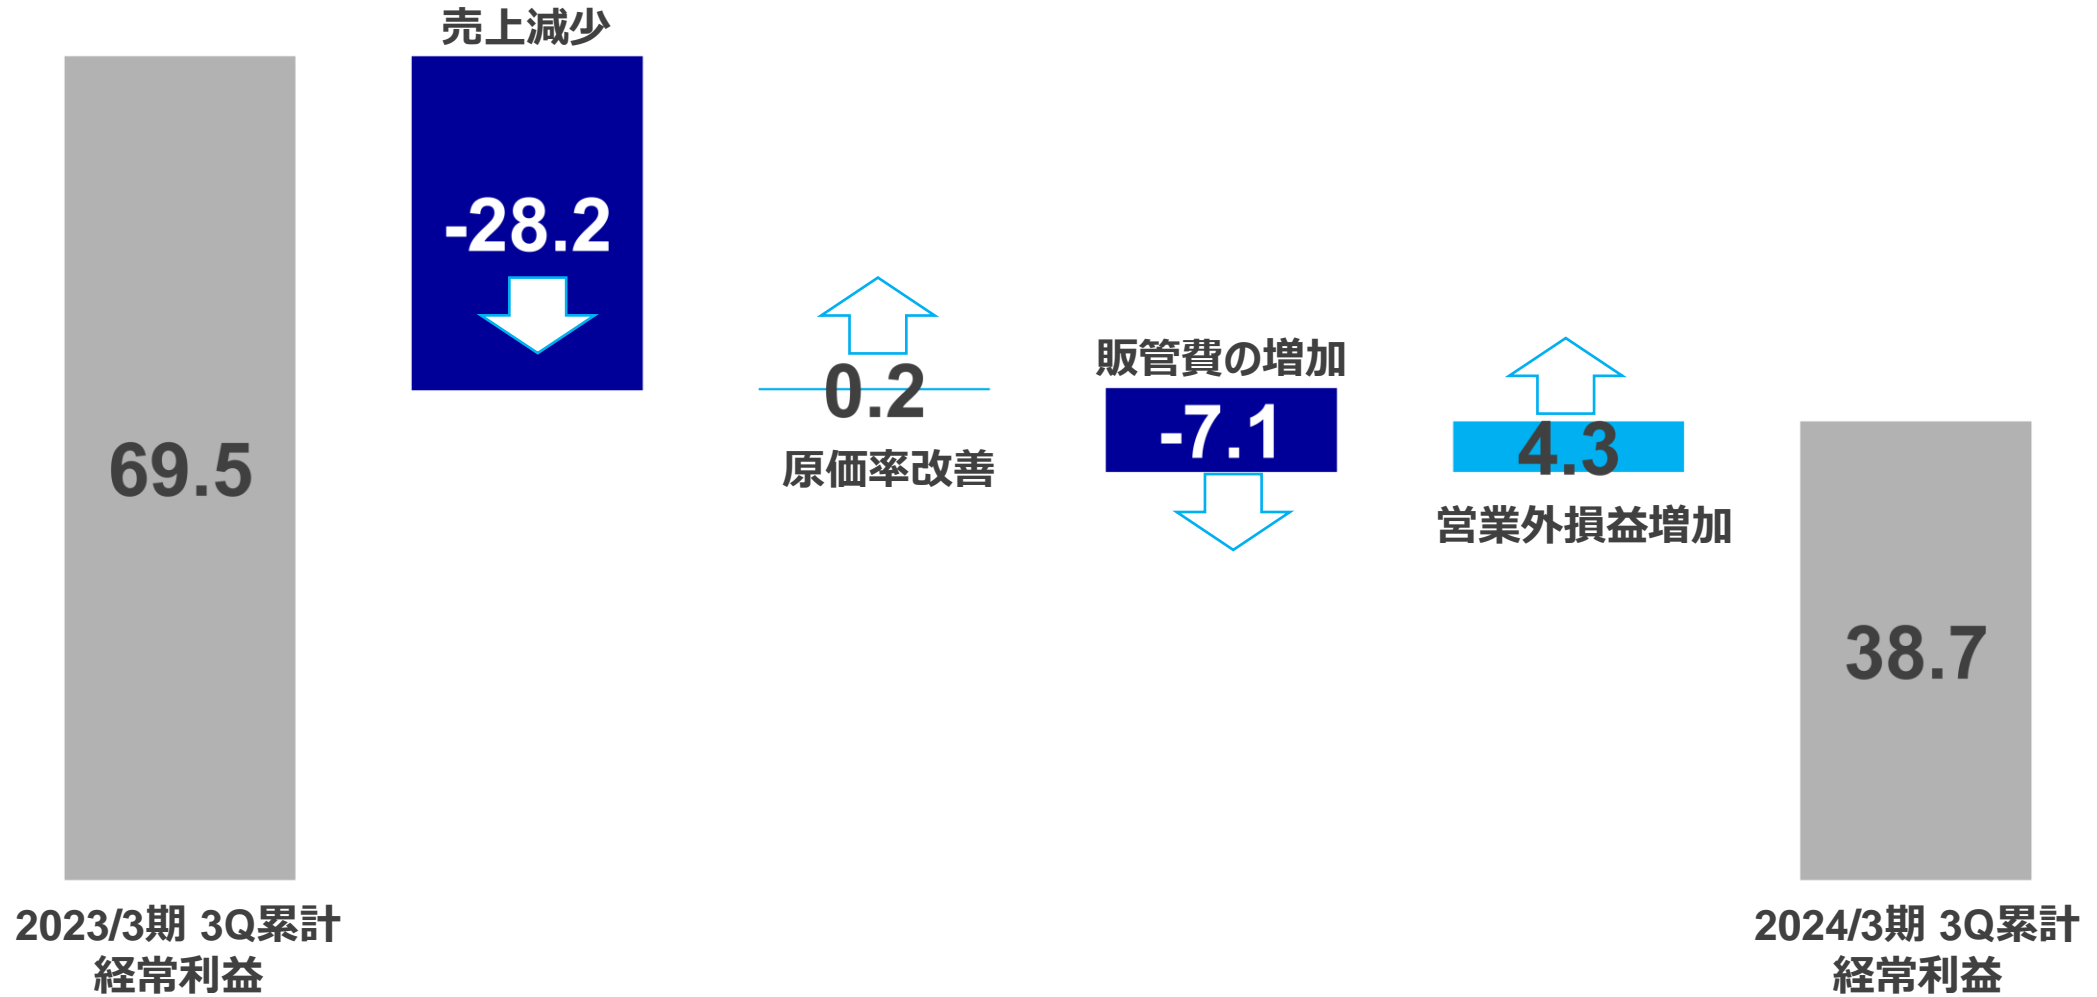 売上減少
-28.2
69.5
0.2
原価率改善
販管費の増加
-7.1
4.3
営業外損益増加
38.7
2023/3期 3Q累計
経常利益
2024/3期 3Q累計
経常利益